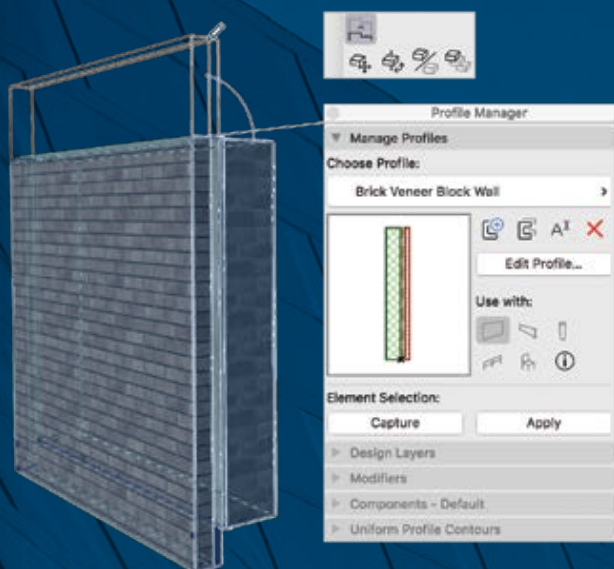 Profile Manager
Manage Profiles
Choose Profile:
Brick Veneer Block Wall
Edit Profile...
Use with:
Element Selection:
Capture Apply
Design Layers
Modifiers
Components - Default
Uniform Profile Contours